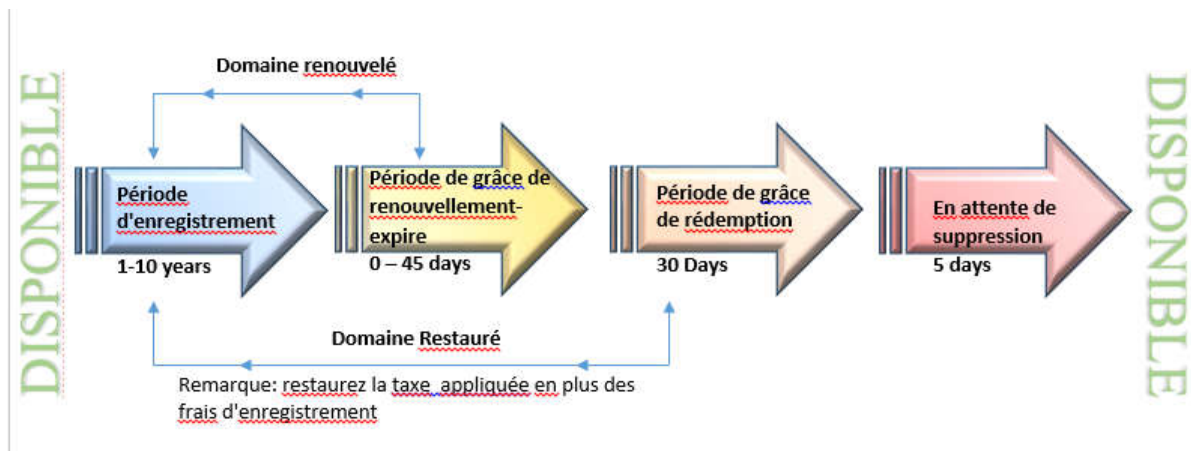 DISPONIBLE
Domaine renouvelé
Période
d'enregistrement
1-10 years
Période de grâce de
renouvellement-
expire
0 – 45 days
Période de grâce
de rédemption
30 Days
En attente de
suppression
5 days
DISPONIBLE
Domaine Restauré
Remarque: restaurez la taxe appliquée en plus des
frais d'enregistrement